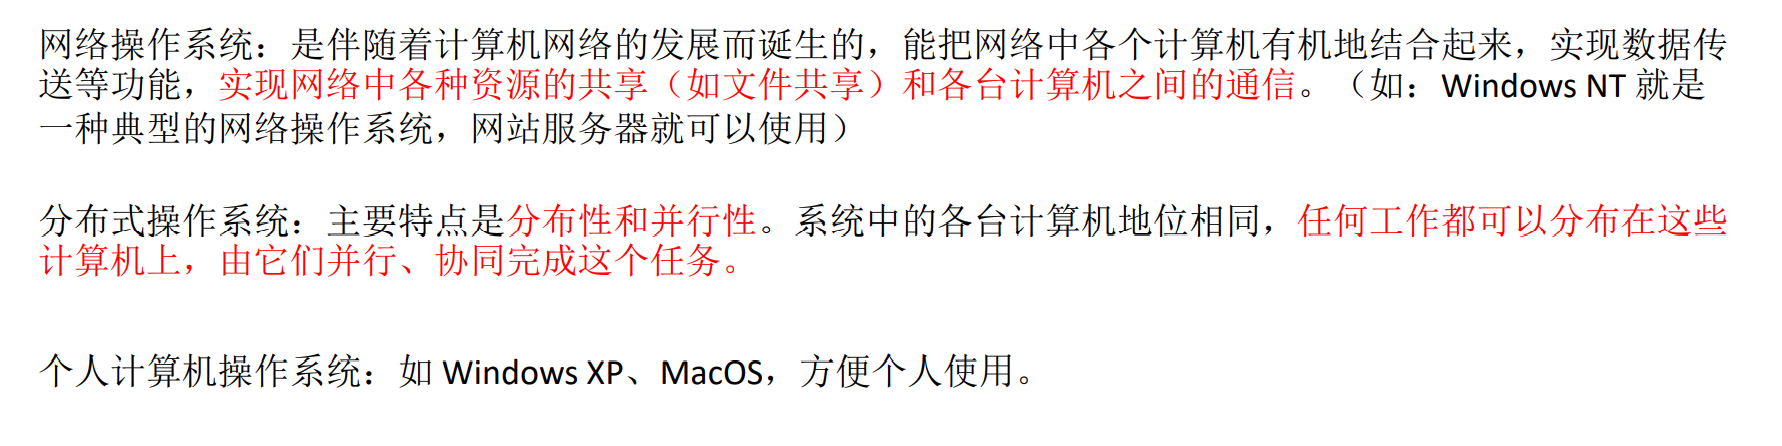 网络操作系统：是伴随着计算机网络的发展而诞生的，能把网络中各个计算机有机地结合起来，实现数据传
送等功能，实现网络中各种资源的共享（如文件共享）和各台计算机之间的通信。（如：Windows NT 就是
一种典型的网络操作系统，网站服务器就可以使用）
分布式操作系统：主要特点是分布性和并行性。系统中的各台计算机地位相同，任何工作都可以分布在这些
计算机上，由它们并行、协同完成这个任务。
个人计算机操作系统：如 Windows XP、MacOS，方便个人使用。